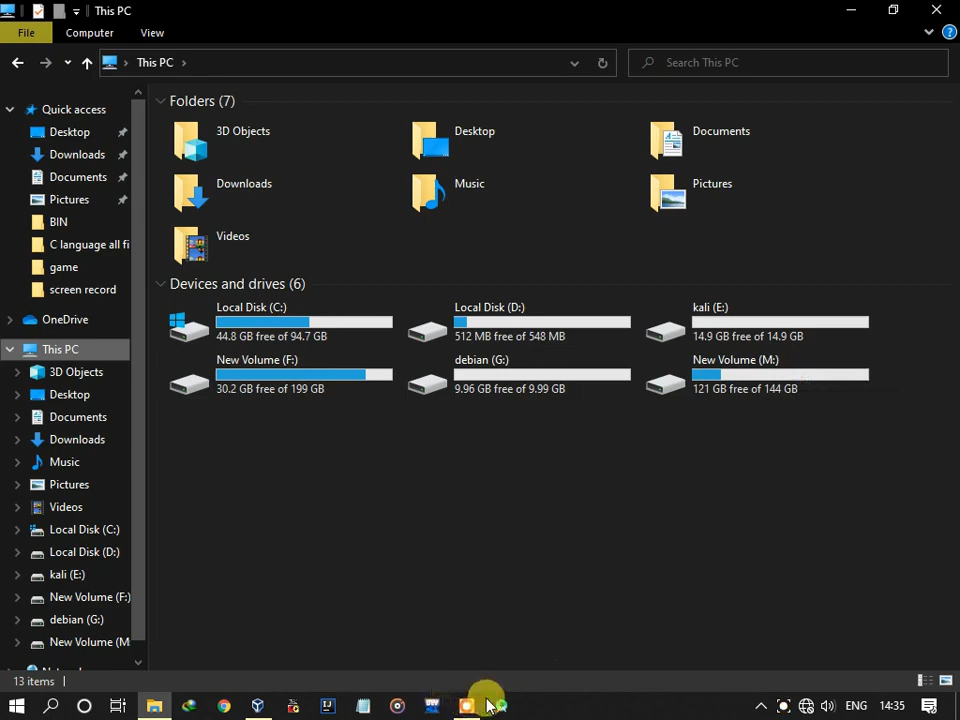 This PC
File
Computer
View
This PC
Search This PC
Quick access
Desktop
Downloads
Documents
Pictures
BIN
C language all fi
game
screen record
OneDrive
This PC
3D Objects
Desktop
Documents
Downloads
Music
Pictures
Videos
Local Disk (C:)
Local Disk (D:)
kali (E:)
New Volume (F:)
debian (G:)
New Volume (M
Folders (7)
3D Objects
Desktop
Documents
Downloads
Music
Pictures
Videos
Devices and drives (6)
Local Disk (C:)
44.8 GB free of 94.7 GB
Local Disk (D:)
512 MB free of 548 MB
kali (E:)
14.9 GB free of 14.9 GB
New Volume (F:)
30.2 GB free of 199 GB
debian (G:)
9.96 GB free of 9.99 GB
New Volume (M:)
121 GB free of 144 GB
13 items
ENG
14:35